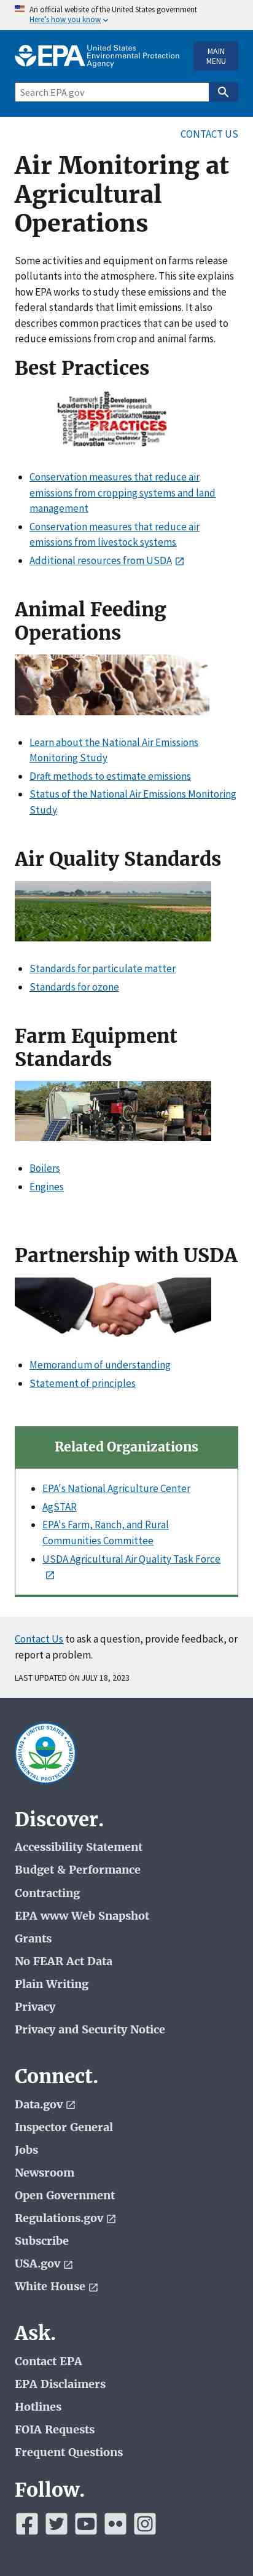 An official website of the United States government
Here's how you know
EPA United States
Environmental Protection
Agency
MAIN
MENU
Search EPA.gov
CONTACT US
Air Monitoring at
Agricultural
Operations
Some activities and equipment on farms release
pollutants into the atmosphere. This site explains
how EPA works to study these emissions and the
federal standards that limit emissions. It also
describes common practices that can be used to
reduce emissions from crop and animal farms.
Best Practices
Teamwork Development
Leadership Research
BEST PRACTICES
innovative
Conservation measures that reduce air
emissions from cropping systems and land
management
Conservation measures that reduce air
emissions from livestock systems
Additional resources from USDA
Animal Feeding
Operations
Learn about the National Air Emissions
Monitoring Study
Draft methods to estimate emissions
Status of the National Air Emissions Monitoring
Study
Air Quality Standards
Standards for particulate matter
Standards for ozone
Farm Equipment
Standards
Boilers
Engines
Partnership with USDA
Memorandum of understanding
Statement of principles
Related Organizations
EPA's National Agriculture Center
AgSTAR
EPA's Farm, Ranch, and Rural
Communities Committee
USDA Agricultural Air Quality Task Force
Contact Us to ask a question, provide feedback, or
report a problem.
LAST UPDATED ON JULY 18, 2023
UNITED STATES
ENVIRONMENTAL PROTECTION AGENCY
Discover.
Accessibility Statement
Budget & Performance
Contracting
EPA www Web Snapshot
Grants
No FEAR Act Data
Plain Writing
Privacy
Privacy and Security Notice
Connect.
Data.gov
Inspector General
Jobs
Newsroom
Open Government
Regulations.gov
Subscribe
USA.gov
White House
Ask.
Contact EPA
EPA Disclaimers
Hotlines
FOIA Requests
Frequent Questions
Follow.